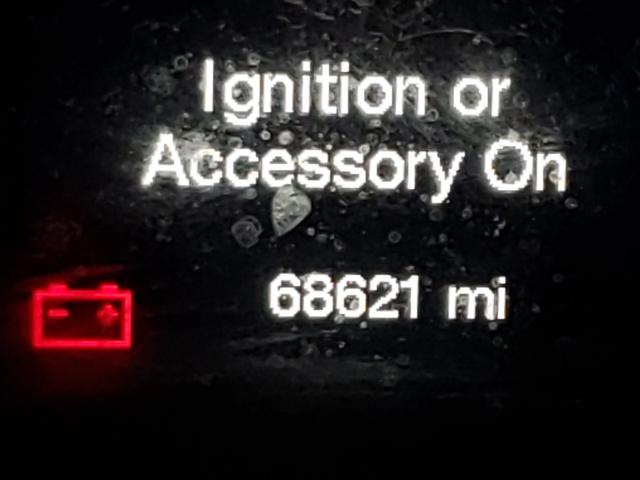 Ignition or
Accessory On
68621 mi